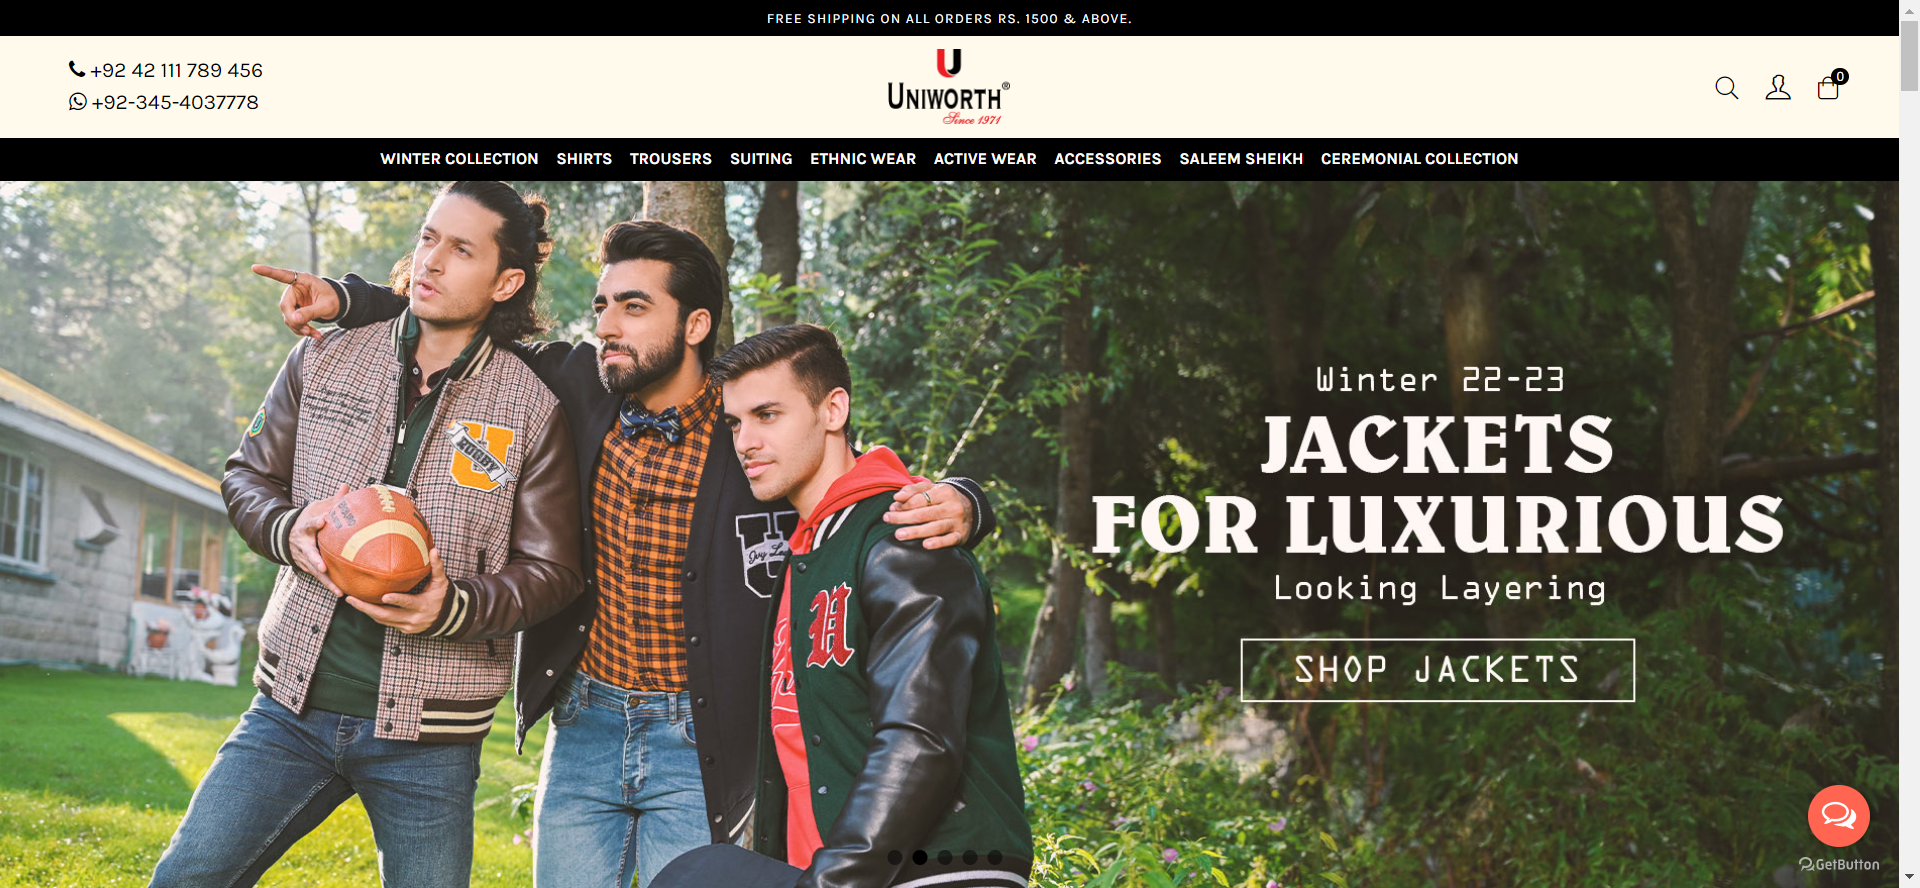 FREE SHIPPING ON ALL ORDERS RS. 1500 & ABOVE.
+92 42 111 789 456
+92-345-4037778
U
UNIWORTH®
Since 1971
0
WINTER COLLECTION SHIRTS TROUSERS SUITING ETHNIC WEAR ACTIVE WEAR ACCESSORIES SALEEM SHEIKH CEREMONIAL COLLECTION
Winter 22-23
JACKETS
FOR LUXURIOUS
Looking Layering
SHOP JACKETS
U
RUGBY
U
U
GetButton